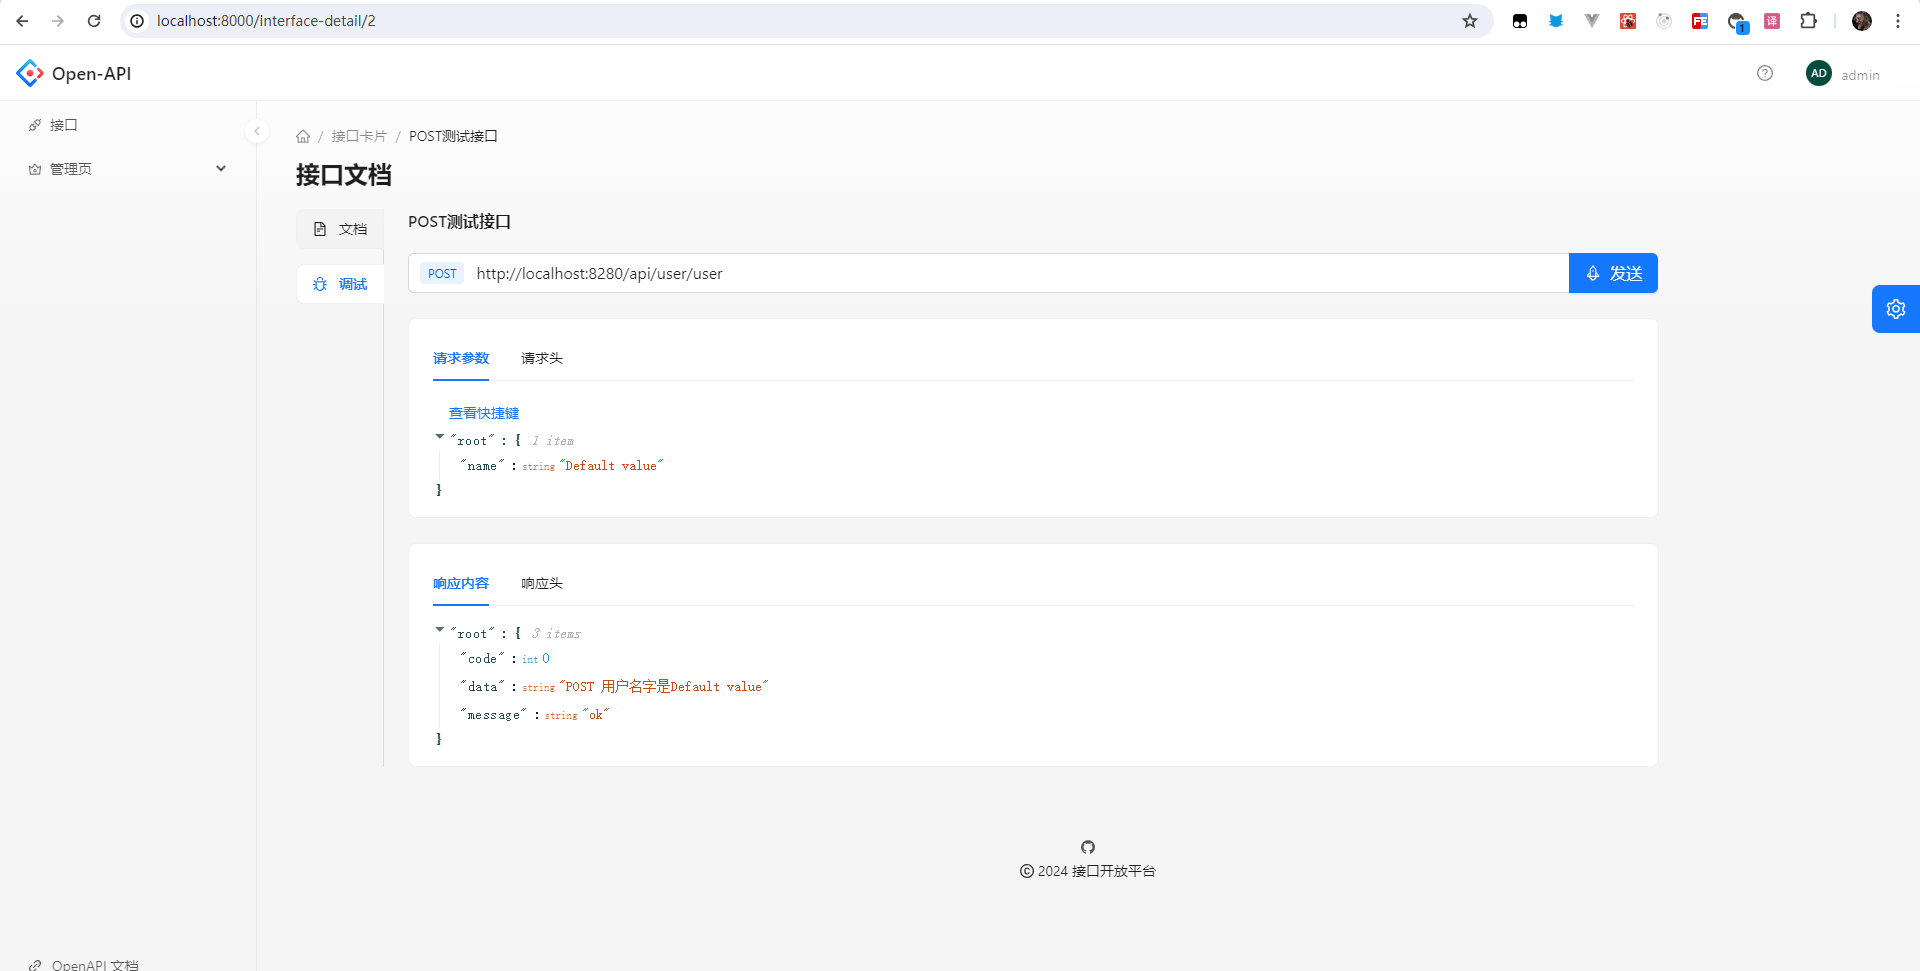 localhost:8000/interface-detail/2
FE
1
译
Open-API
AD
admin
接口
管理页
/ 接口卡片 / POST测试接口
接口文档
文档
调试
POST测试接口
POST http://localhost:8280/api/user/user
发送
请求参数 请求头
查看快捷键
"root" : { 1 item
"name" : string "Default value"
}
响应内容 响应头
"root" : { 3 items
"code" : int 0
"data" : string "POST 用户名字是Default value"
"message" : string "ok"
}
© 2024 接口开放平台
OpenAPI 文档